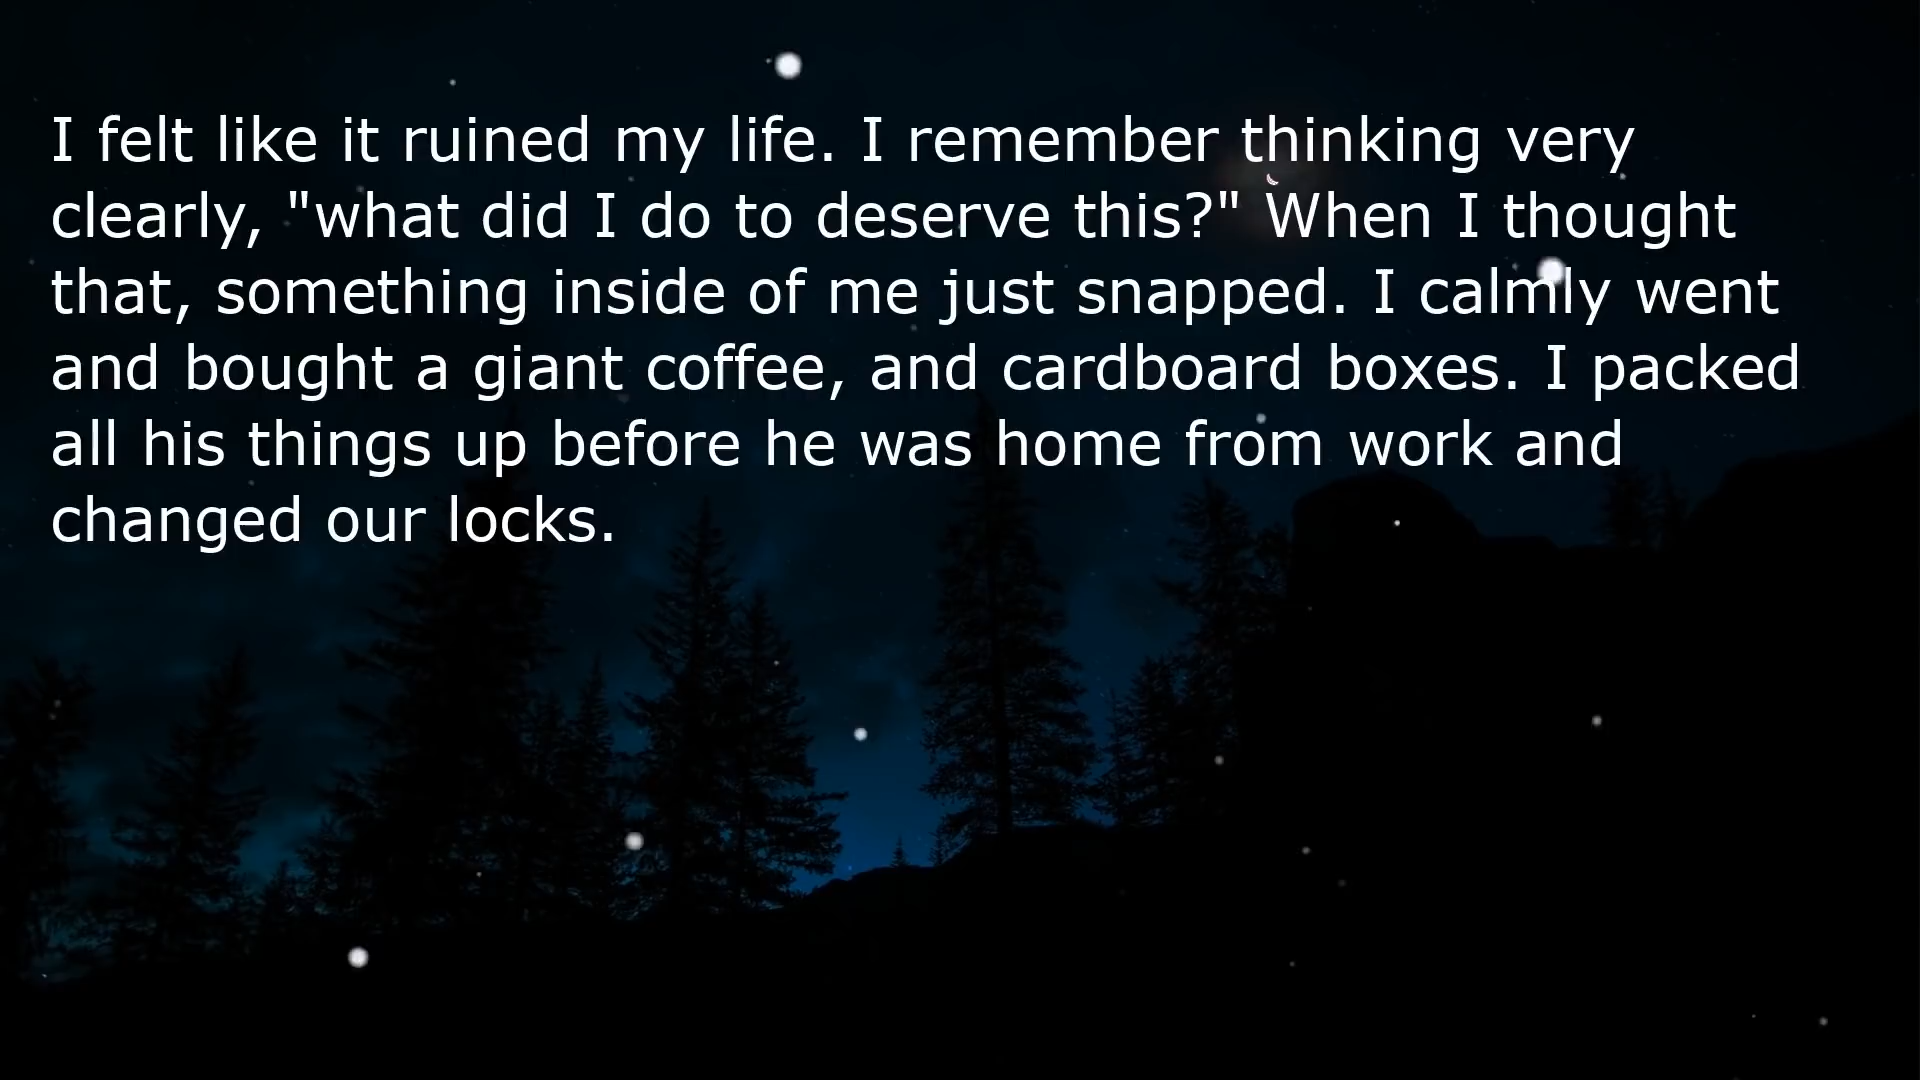 I felt like it ruined my life. I remember thinking very
clearly, "what did I do to deserve this?" When I thought
that, something inside of me just snapped. I calmly went
and bought a giant coffee, and cardboard boxes. I packed
all his things up before he was home from work and
changed our locks.